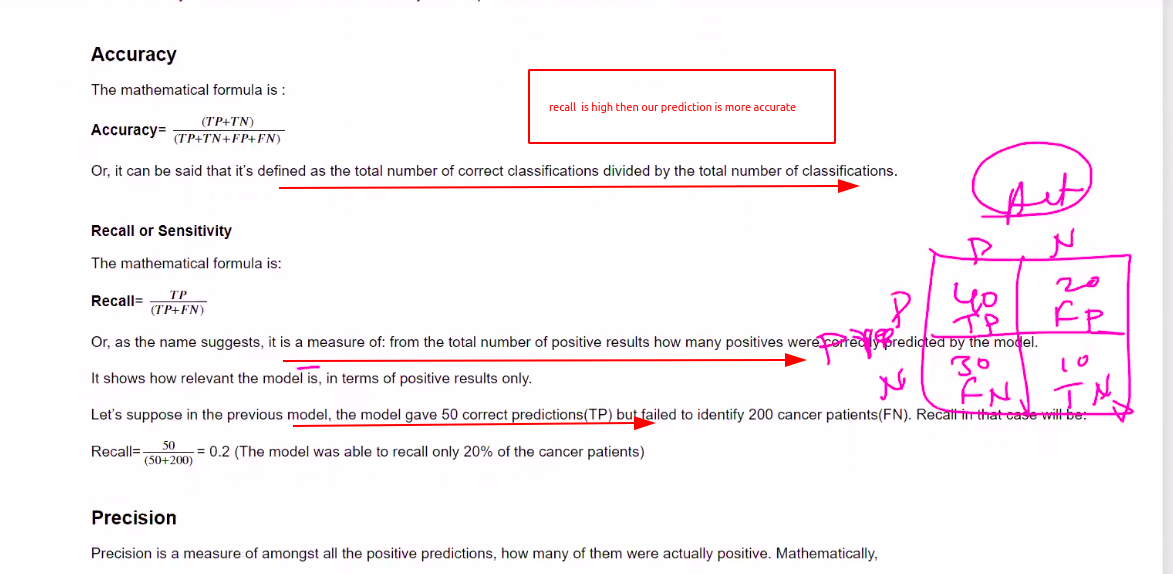 Accuracy
The mathematical formula is :
recall is high then our prediction is more accurate
Accuracy= (TP+TN)
(TP+TN+FP+FN)
Or, it can be said that it's defined as the total number of correct classifications divided by the total number of classifications.
Act
Recall or Sensitivity
P N
The mathematical formula is:
Recall= TP
(TP+FN)
P 40 20
TP FP
Or, as the name suggests, it is a measure of: from the total number of positive results how many positives were correctly predicted by the model.
It shows how relevant the model is, in terms of positive results only.
N 30 10
FN TN
Let's suppose in the previous model, the model gave 50 correct predictions(TP) but failed to identify 200 cancer patients(FN). Recall in that case will be:
Recall= 50
(50+200) = 0.2 (The model was able to recall only 20% of the cancer patients)
Precision
Precision is a measure of amongst all the positive predictions, how many of them were actually positive. Mathematically,